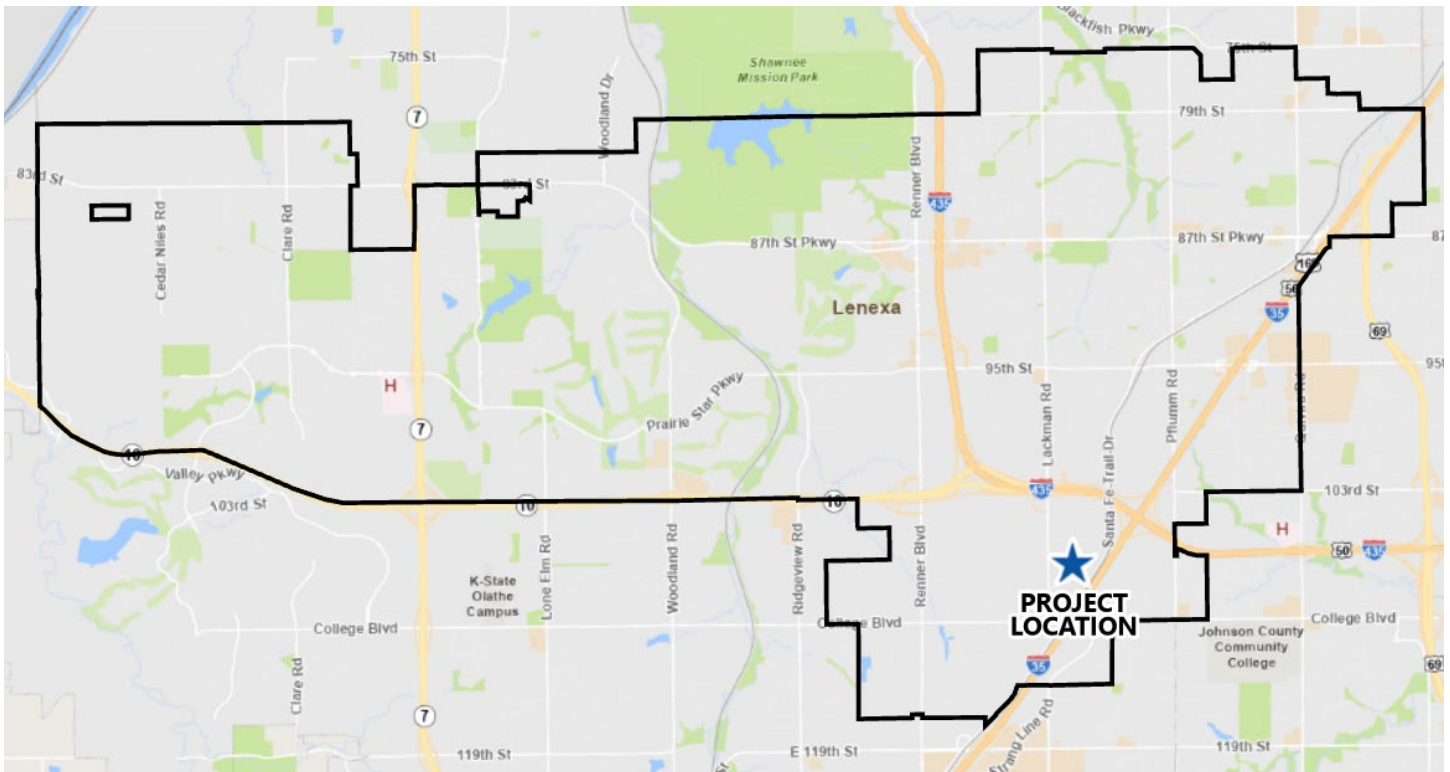 Blackfish Pkwy
75th St
75th St
Shawnee
Mission Park
Woodland Dr
7
79th St
Renner Blvd
83rd St
83rd St
435
Cedar Niles Rd
Clare Rd
87th St Pkwy
87th St Pkwy
87
169
56
Lenexa
35
69
H
95th St
95th
Prairie Star Pkwy
7
Lackman Rd
Pflumm Rd
Quivira Rd
Santa Fe-Trail-Dr
10
Valley Pkwy
103rd St
10
10
435
103rd St
H
50
435
K-State
Olathe
Campus
Lone Elm Rd
Woodland Rd
Ridgeview Rd
Renner Blvd
PROJECT
LOCATION
College Blvd
College Blvd
College Blvd
Johnson County
Community
College
35
69
Clare Rd
7
119th St
St
E 119th St
Strang Line Rd
119th St